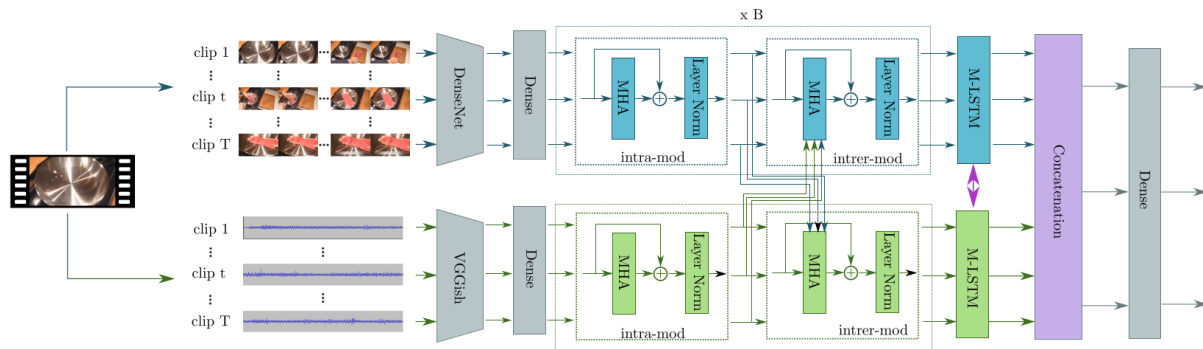 x B
clip 1
clip t
clip T
DenseNet
Dense
MHA
Layer Norm
intra-mod
MHA
Layer Norm
intrer-mod
M-LSTM
Concatenation
Dense
clip 1
clip t
clip T
VGGish
Dense
MHA
Layer Norm
intra-mod
MHA
Layer Norm
intrer-mod
M-LSTM